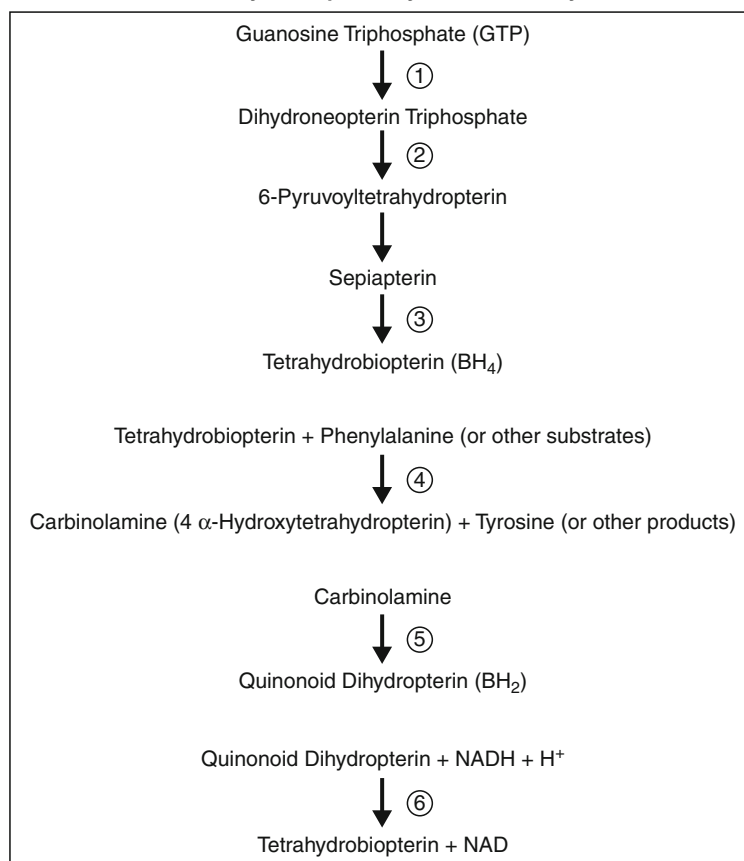 Guanosine Triphosphate (GTP)
①
Dihydroneopterin Triphosphate
②
6-Pyruvoyltetrahydropterin
Sepiapterin
③
Tetrahydrobiopterin (BH₄)
Tetrahydrobiopterin + Phenylalanine (or other substrates)
④
Carbinolamine (4 α-Hydroxytetrahydropterin) + Tyrosine (or other products)
Carbinolamine
⑤
Quinonoid Dihydropterin (BH₂)
Quinonoid Dihydropterin + NADH + H⁺
⑥
Tetrahydrobiopterin + NAD